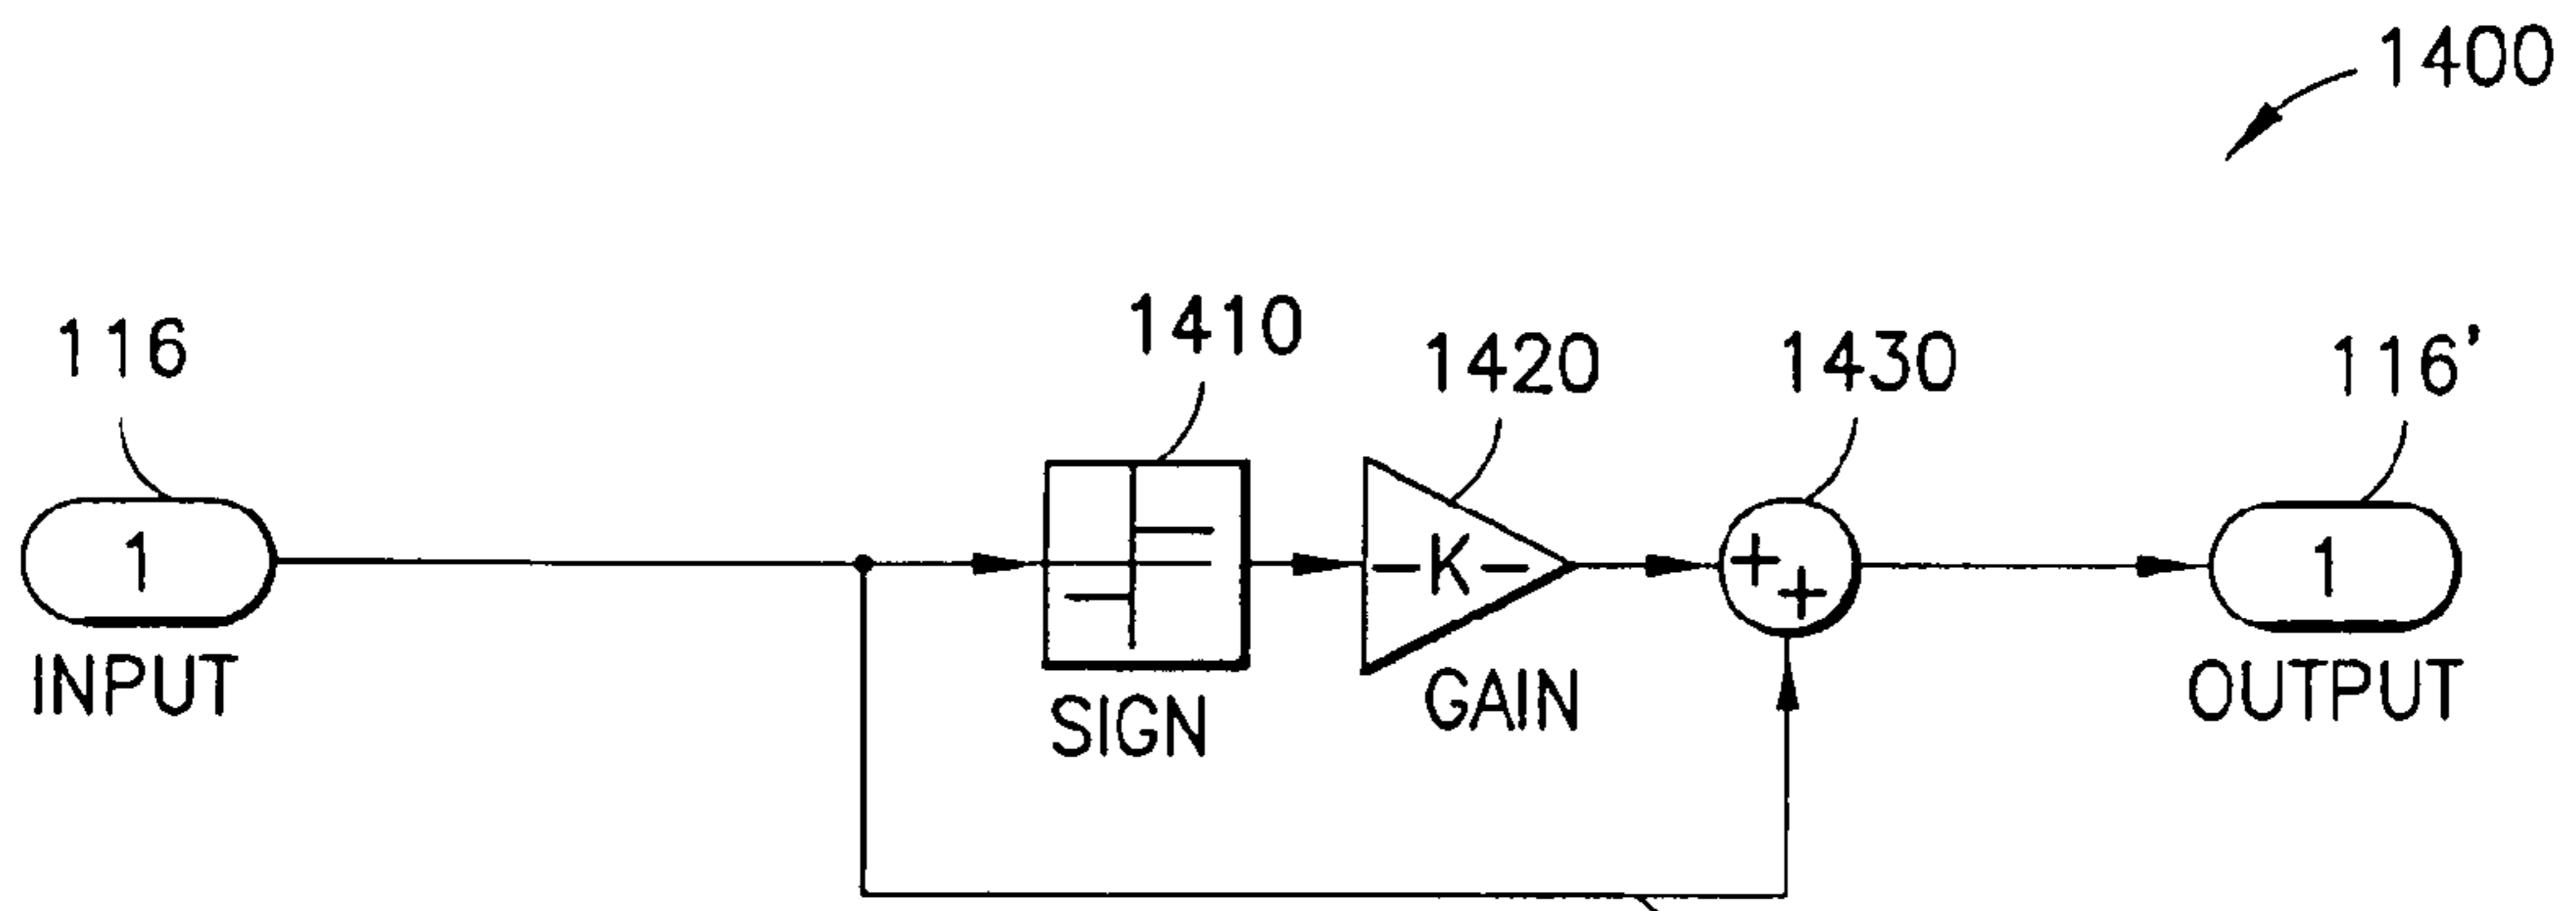 1400
1410
116
1420
1430
116'
1
-K-
+
+
1
INPUT
SIGN
GAIN
OUTPUT